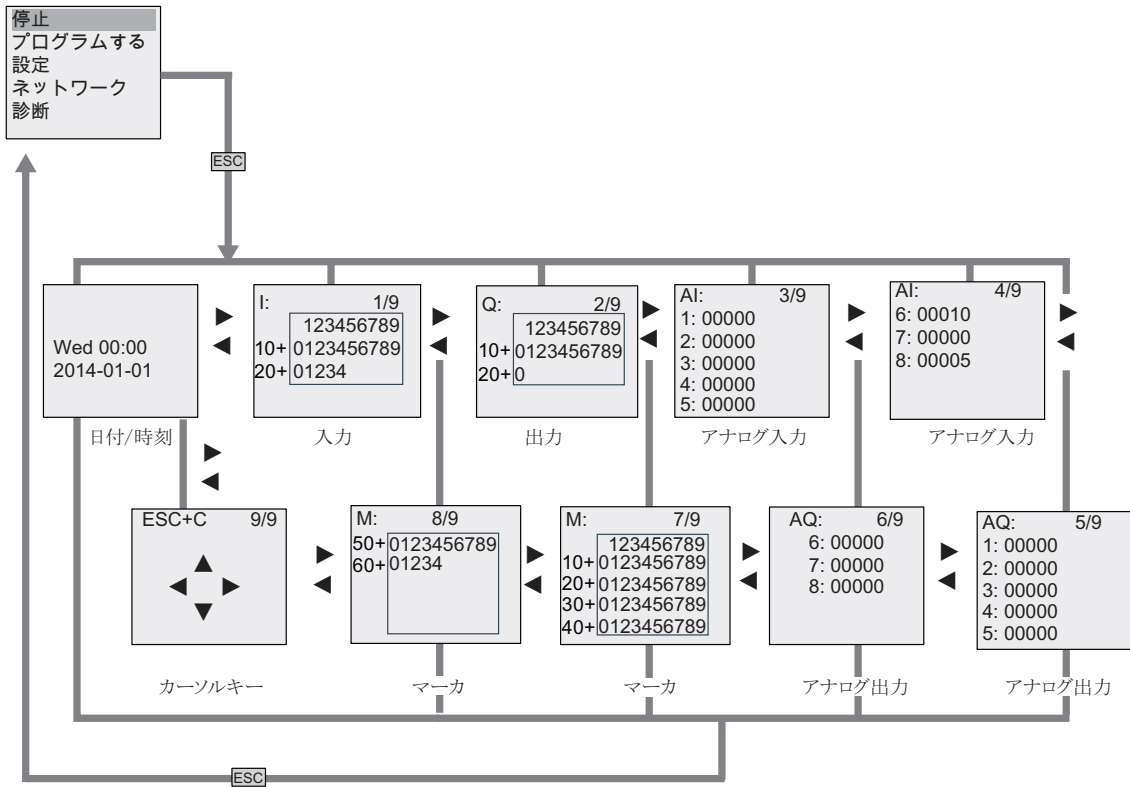 停止
プログラムする
設定
ネットワーク
診断
ESC
Wed 00:00
2014-01-01
日付/時刻
I: 1/9
123456789
10+ 0123456789
20+ 01234
入力
Q: 2/9
123456789
10+ 0123456789
20+ 0
出力
AI: 3/9
1: 00000
2: 00000
3: 00000
4: 00000
5: 00000
アナログ入力
AI: 4/9
6: 00010
7: 00000
8: 00005
アナログ入力
ESC+C 9/9
カーソルキー
M: 8/9
50+ 0123456789
60+ 01234
マーカ
M: 7/9
123456789
10+ 0123456789
20+ 0123456789
30+ 0123456789
40+ 0123456789
マーカ
AQ: 6/9
6: 00000
7: 00000
8: 00000
アナログ出力
AQ: 5/9
1: 00000
2: 00000
3: 00000
4: 00000
5: 00000
アナログ出力
ESC